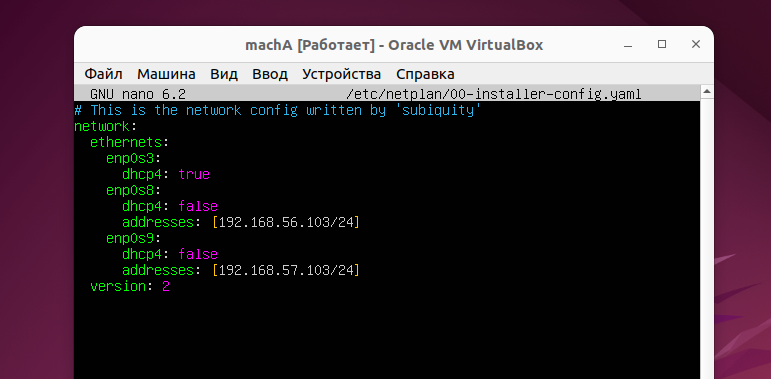 machA [Работает] - Oracle VM VirtualBox
Файл Машина Вид Ввод Устройства Справка
GNU nano 6.2 /etc/netplan/00-installer-config.yaml
# This is the network config written by 'subiquity'
network:
  ethernets:
    enp0s3:
      dhcp4: true
    enp0s8:
      dhcp4: false
      addresses: [192.168.56.103/24]
    enp0s9:
      dhcp4: false
      addresses: [192.168.57.103/24]
  version: 2